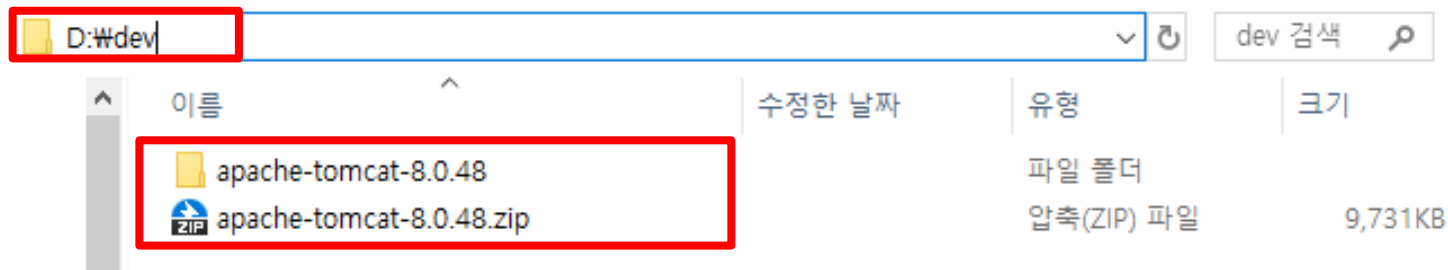 D:₩dev dev 검색
이름 수정한 날짜 유형 크기
apache-tomcat-8.0.48 파일 폴더
ZIP apache-tomcat-8.0.48.zip 압축(ZIP) 파일 9,731KB